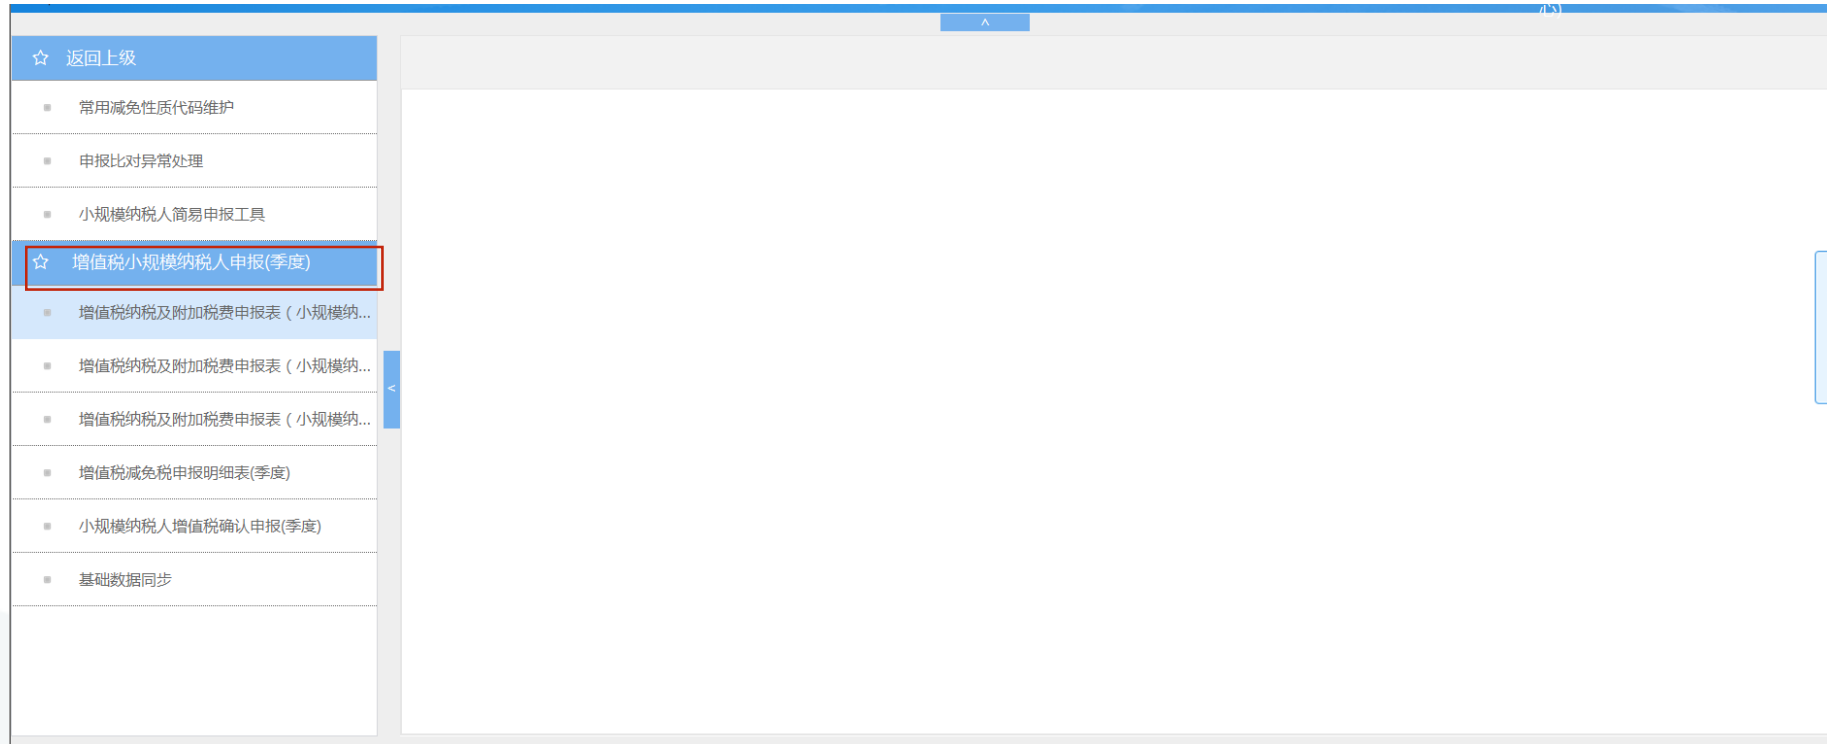 心)
返回上级
常用减免性质代码维护
申报比对异常处理
小规模纳税人简易申报工具
增值税小规模纳税人申报(季度)
增值税纳税及附加税费申报表（小规模纳...
增值税纳税及附加税费申报表（小规模纳...
增值税纳税及附加税费申报表（小规模纳...
增值税减免税申报明细表(季度)
小规模纳税人增值税确认申报(季度)
基础数据同步